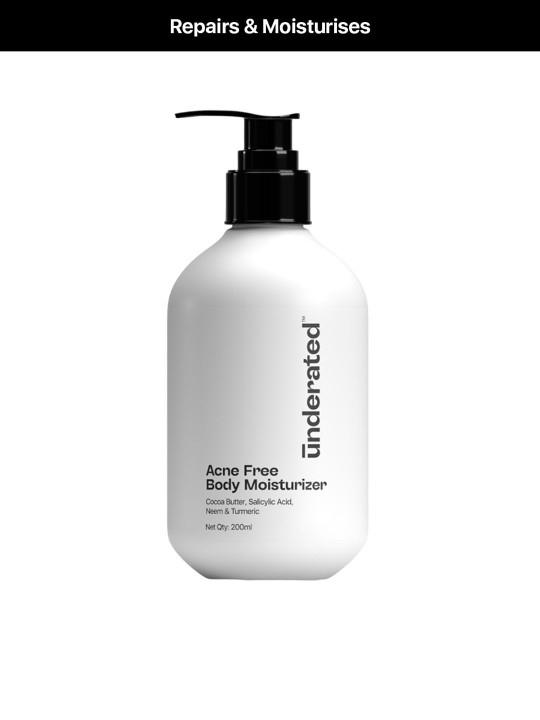 Repairs & Moisturises
ūnderated™
Acne Free
Body Moisturizer
Cocoa Butter, Salicylic Acid,
Neem & Turmeric
Net Qty: 200ml